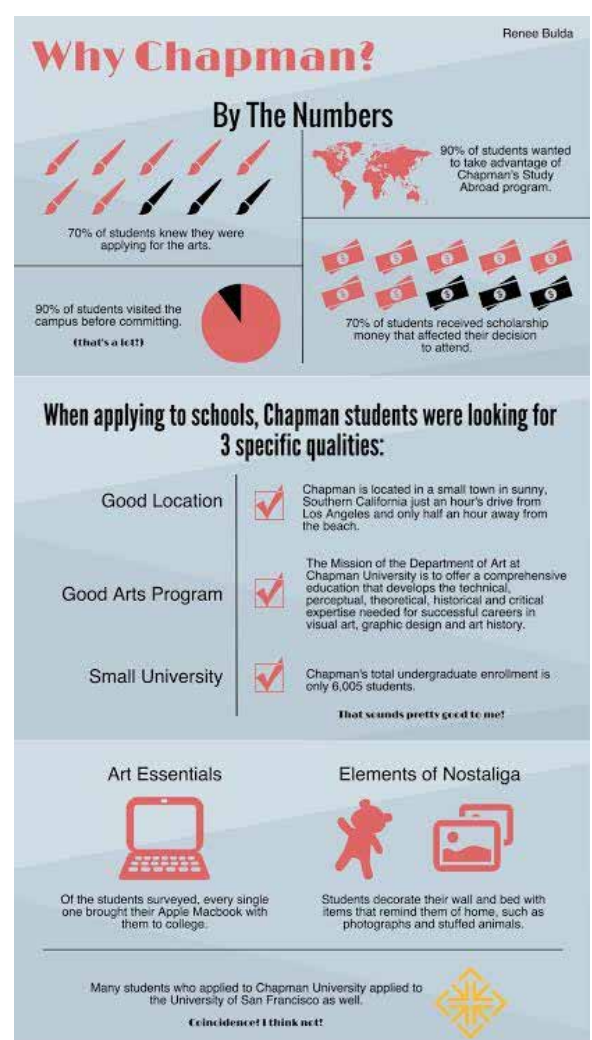 Renee Bulda
Why Chapman?
By The Numbers
70% of students knew they were
applying for the arts.
90% of students wanted
to take advantage of
Chapman's Study
Abroad program.
90% of students visited the
campus before committing.
(that's a lot!)
70% of students received scholarship
money that affected their decision
to attend.
When applying to schools, Chapman students were looking for
3 specific qualities:
Good Location
Chapman is located in a small town in sunny,
Southern California just an hour's drive from
Los Angeles and only half an hour away from
the beach.
Good Arts Program
The Mission of the Department of Art at
Chapman University is to offer a comprehensive
education that develops the technical,
perceptual, theoretical, historical and critical
expertise needed for successful careers in
visual art, graphic design and art history.
Small University
Chapman's total undergraduate enrollment is
only 6,005 students.
That sounds pretty good to me!
Art Essentials
Of the students surveyed, every single
one brought their Apple Macbook with
them to college.
Elements of Nostaliga
Students decorate their wall and bed with
items that remind them of home, such as
photographs and stuffed animals.
Many students who applied to Chapman University applied to
the University of San Francisco as well.
Coincidence? I think not!